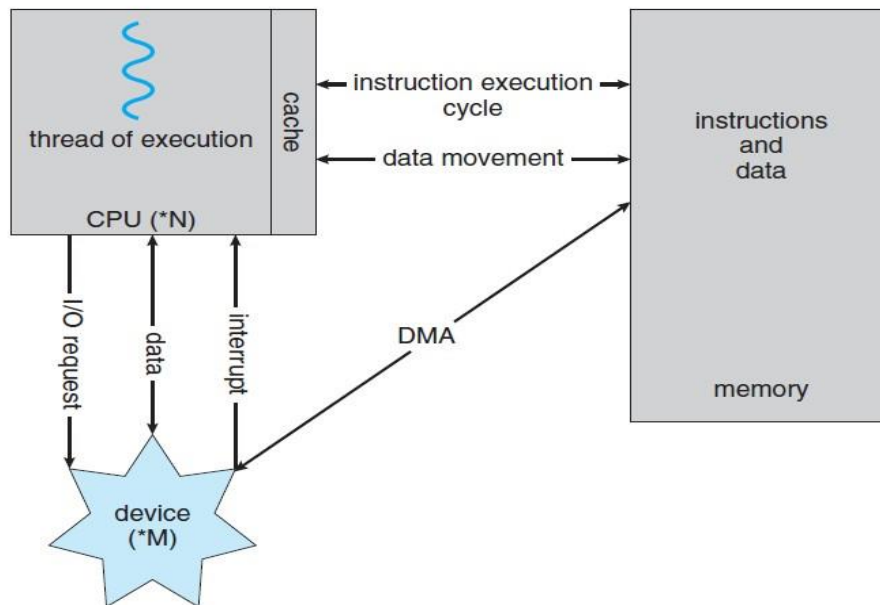 thread of execution
CPU (*N)
cache
instruction execution
cycle
data movement
instructions
and
data
memory
I/O request
data
interrupt
DMA
device
(*M)